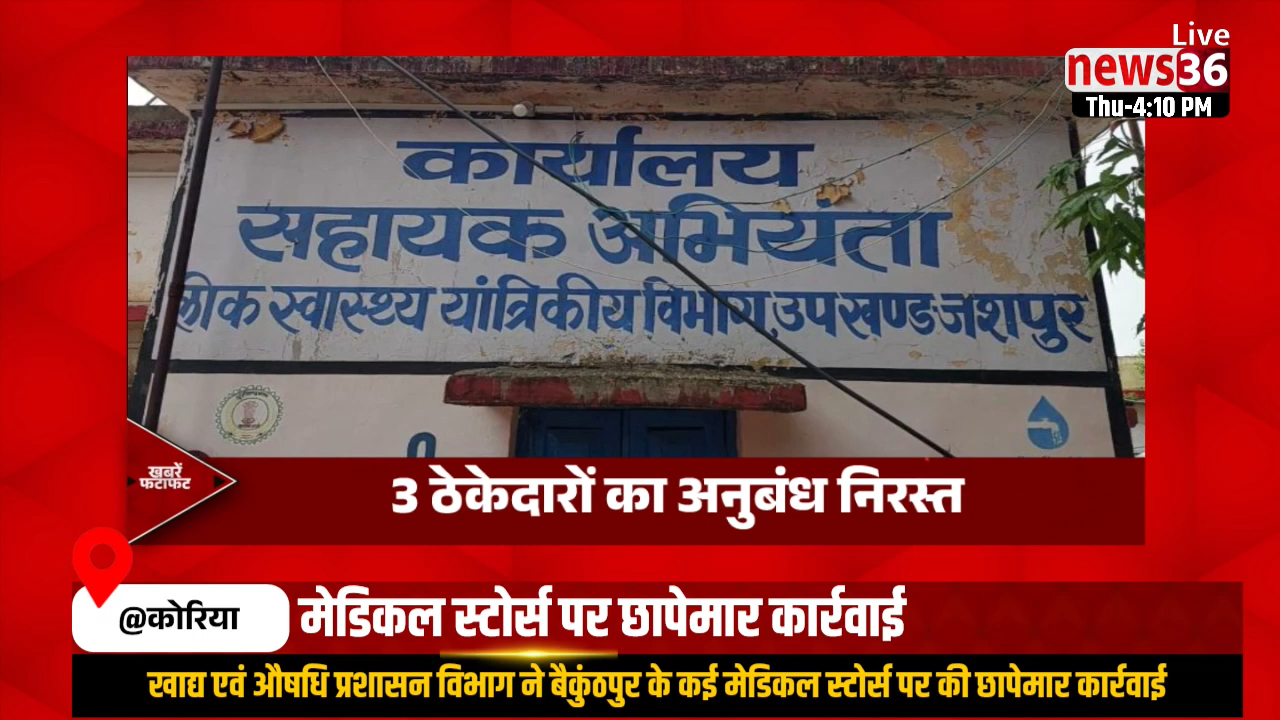 Live
news36
Thu-4:10 PM
कार्यालय
सहायक अभियंता
लोक स्वास्थ्य यांत्रिकीय विभाग,उपखण्ड-जशपुर
खबरें
फटाफट
3 ठेकेदारों का अनुबंध निरस्त
@कोरिया
मेडिकल स्टोर्स पर छापेमार कार्रवाई
खाद्य एवं औषधि प्रशासन विभाग ने बैकुंठपुर के कई मेडिकल स्टोर्स पर की छापेमार कार्रवाई